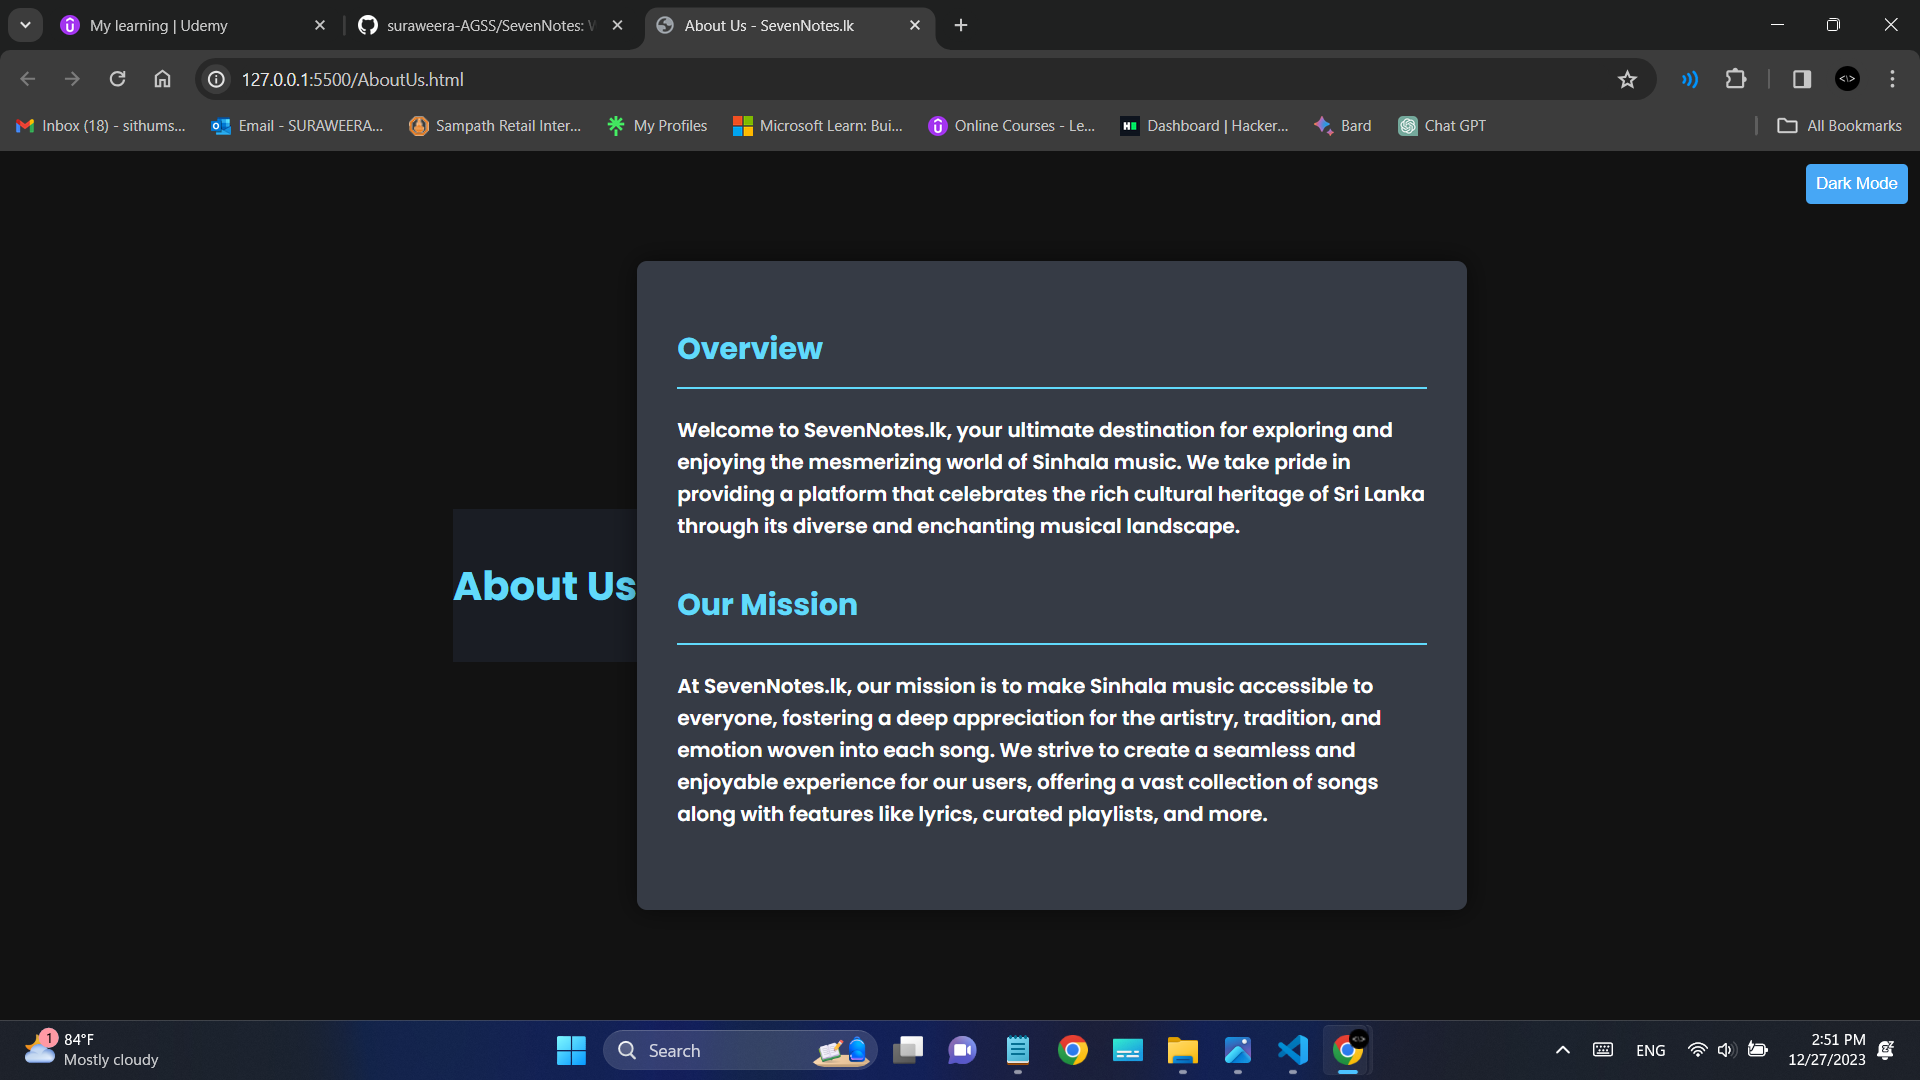 My learning | Udemy
suraweera-AGSS/SevenNotes:
About Us - SevenNotes.lk
127.0.0.1:5500/AboutUs.html
Inbox (18) - sithums...
Email - SURAWEERA...
Sampath Retail Inter...
My Profiles
Microsoft Learn: Bui...
Online Courses - Le...
Dashboard | Hacker...
Bard
Chat GPT
All Bookmarks
Dark Mode
About Us
Overview
Welcome to SevenNotes.lk, your ultimate destination for exploring and
enjoying the mesmerizing world of Sinhala music. We take pride in
providing a platform that celebrates the rich cultural heritage of Sri Lanka
through its diverse and enchanting musical landscape.
Our Mission
At SevenNotes.lk, our mission is to make Sinhala music accessible to
everyone, fostering a deep appreciation for the artistry, tradition, and
emotion woven into each song. We strive to create a seamless and
enjoyable experience for our users, offering a vast collection of songs
along with features like lyrics, curated playlists, and more.
1
84°F
Mostly cloudy
Search
ENG
2:51 PM
12/27/2023